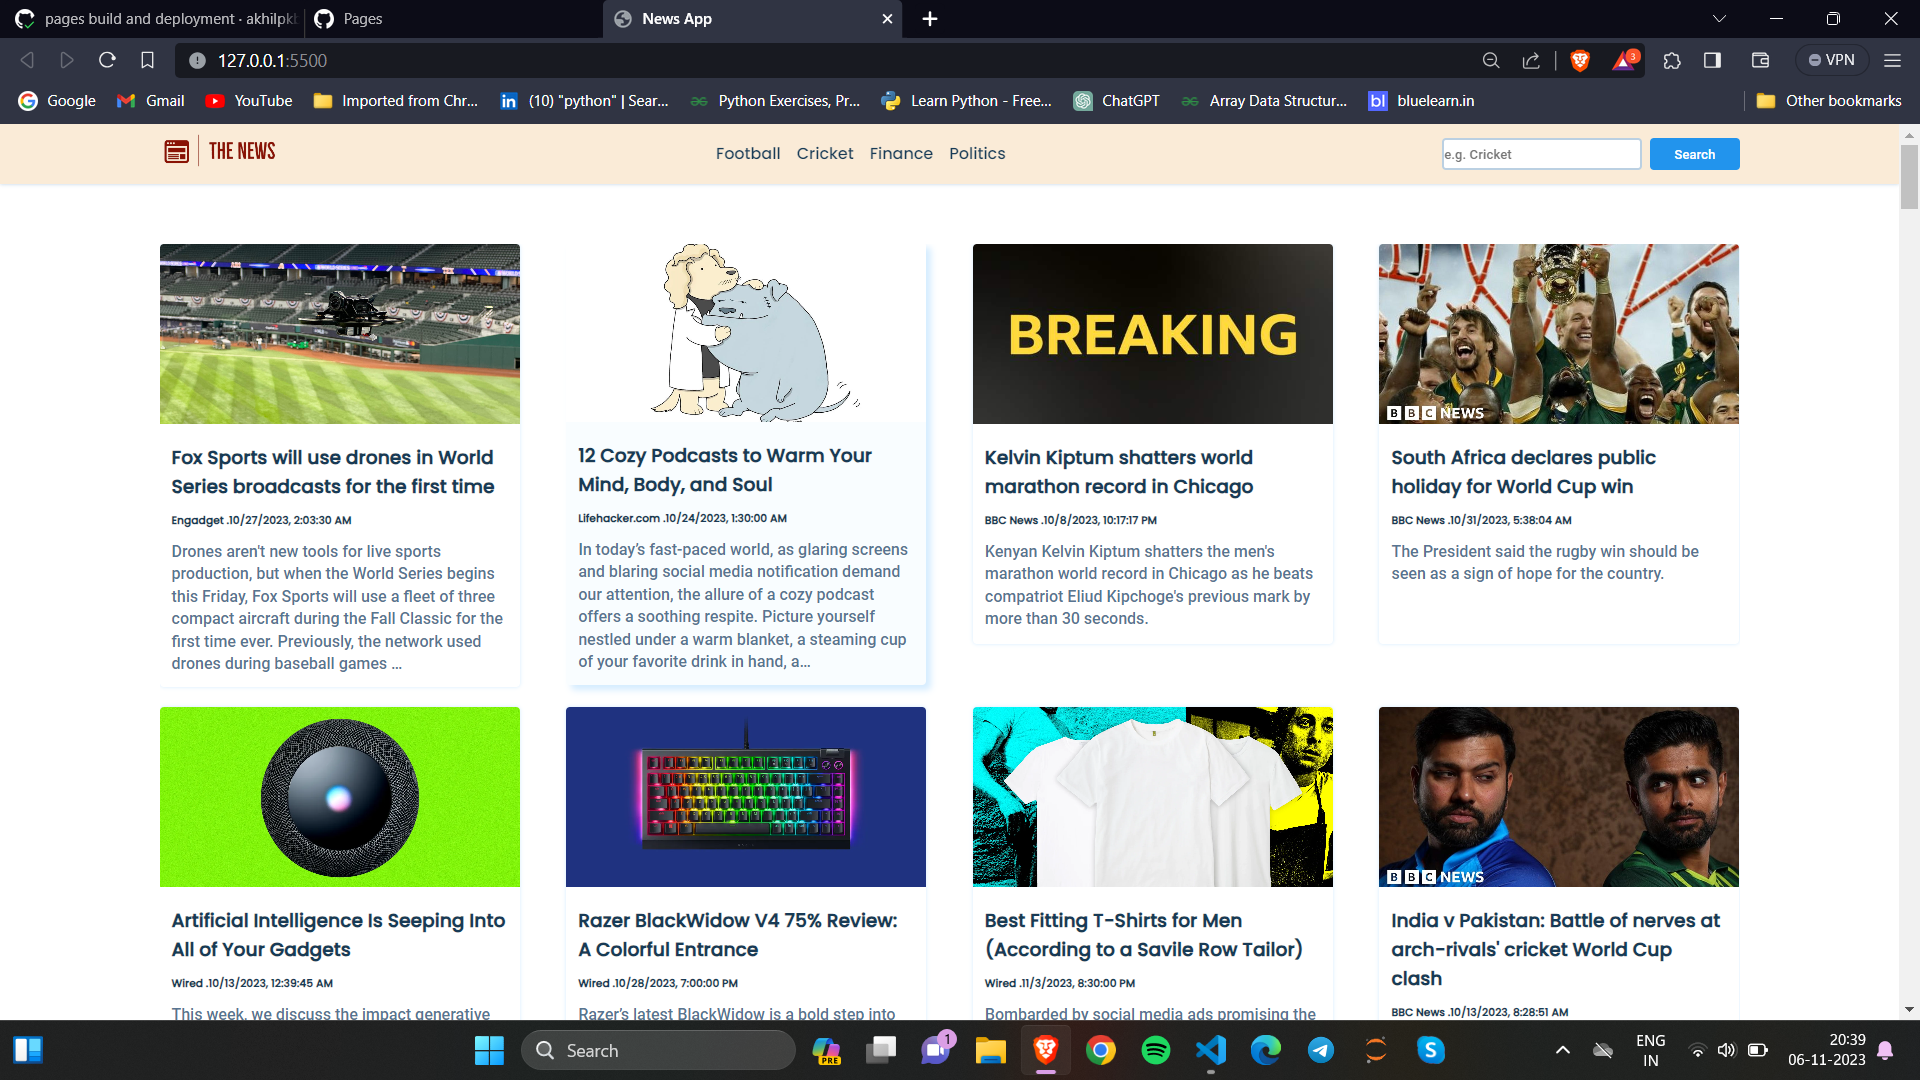 pages build and deployment · akhilpkt
Pages
News App
127.0.0.1:5500
3
VPN
Google
Gmail
YouTube
Imported from Chr...
(10) "python" | Sear...
Python Exercises, Pr...
Learn Python - Free...
ChatGPT
Array Data Structur...
bl
bluelearn.in
Other bookmarks
THE NEWS
Football
Cricket
Finance
Politics
e.g. Cricket
Search
BREAKING
BBC NEWS
Fox Sports will use drones in World
Series broadcasts for the first time
Engadget .10/27/2023, 2:03:30 AM
Drones aren't new tools for live sports
production, but when the World Series begins
this Friday, Fox Sports will use a fleet of three
compact aircraft during the Fall Classic for the
first time ever. Previously, the network used
drones during baseball games …
12 Cozy Podcasts to Warm Your
Mind, Body, and Soul
Lifehacker.com .10/24/2023, 1:30:00 AM
In today’s fast-paced world, as glaring screens
and blaring social media notification demand
our attention, the allure of a cozy podcast
offers a soothing respite. Picture yourself
nestled under a warm blanket, a steaming cup
of your favorite drink in hand, a…
Kelvin Kiptum shatters world
marathon record in Chicago
BBC News .10/8/2023, 10:17:17 PM
Kenyan Kelvin Kiptum shatters the men's
marathon world record in Chicago as he beats
compatriot Eliud Kipchoge's previous mark by
more than 30 seconds.
South Africa declares public
holiday for World Cup win
BBC News .10/31/2023, 5:38:04 AM
The President said the rugby win should be
seen as a sign of hope for the country.
BBC NEWS
Artificial Intelligence Is Seeping Into
All of Your Gadgets
Wired .10/13/2023, 12:39:45 AM
This week, we discuss the impact generative
Razer BlackWidow V4 75% Review:
A Colorful Entrance
Wired .10/28/2023, 7:00:00 PM
Razer’s latest BlackWidow is a bold step into
Best Fitting T-Shirts for Men
(According to a Savile Row Tailor)
Wired .11/3/2023, 8:30:00 PM
Bombarded by social media ads promising the
India v Pakistan: Battle of nerves at
arch-rivals' cricket World Cup
clash
BBC News .10/13/2023, 8:28:51 AM
Search
PRE
1
ENG
IN
20:39
06-11-2023